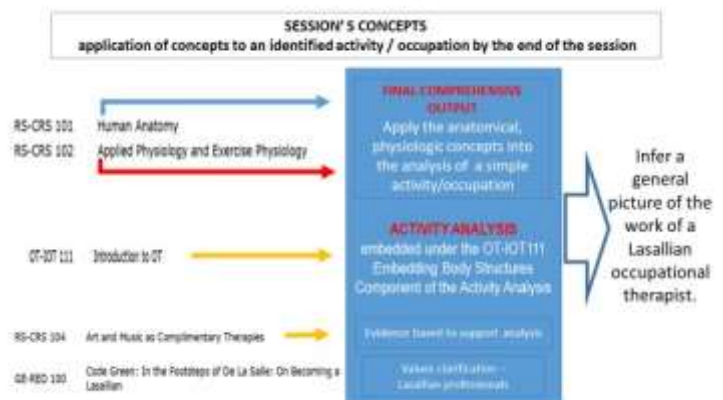 SESSION'S CONCEPTS
application of concepts to an identified activity / occupation by the end of the session
RS-CRS 101 Human Anatomy
RS-CRS 102 Applied Physiology and Exercise Physiology
OT-IOT 111 Introduction to OT
RS-CRS 104 Art and Music as Complimentary Therapies
GE-RED 100 Code Green: In the Footsteps of De La Salle: On Becoming a
Lasallian
FINAL COMPREHENSIVE
OUTPUT
Apply the anatomical,
physiologic concepts into
the analysis of a simple
activity/occupation
ACTIVITY ANALYSIS
embedded under the OT-IOT111
Embedding Body Structures
Component of the Activity Analysis
Evidence based to support analysis
Values clarification –
Lasallian professionals
Infer a
general
picture of the
work of a
Lasallian
occupational
therapist.